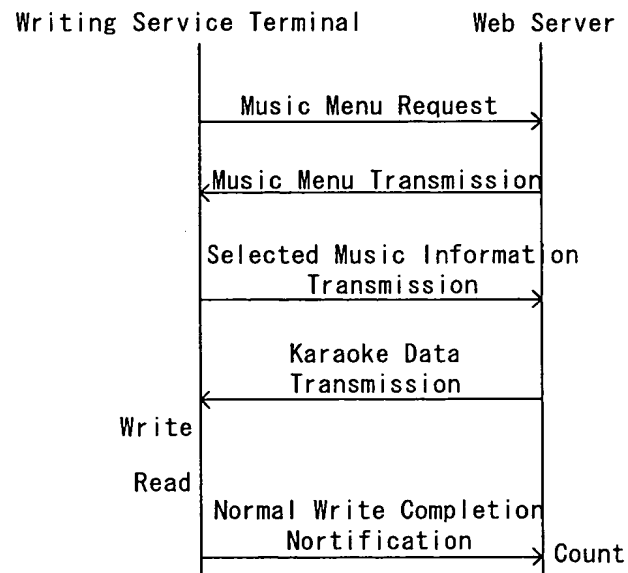 Writing Service Terminal Web Server
Music Menu Request
Music Menu Transmission
Selected Music Information
Transmission
Karaoke Data
Transmission
Write
Read
Normal Write Completion
Nortification
Count